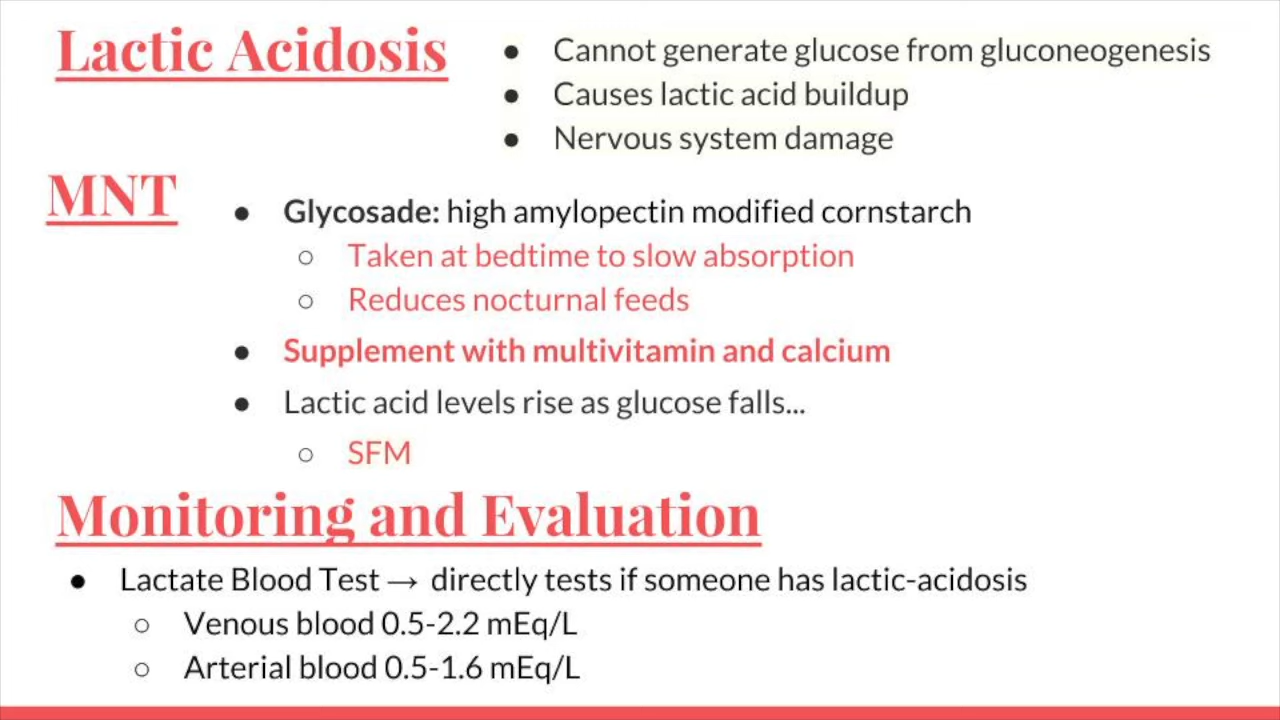 Lactic Acidosis
● Cannot generate glucose from gluconeogenesis
● Causes lactic acid buildup
● Nervous system damage
MNT
● Glycosade: high amylopectin modified cornstarch
○ Taken at bedtime to slow absorption
○ Reduces nocturnal feeds
● Supplement with multivitamin and calcium
● Lactic acid levels rise as glucose falls...
○ SFM
Monitoring and Evaluation
● Lactate Blood Test → directly tests if someone has lactic-acidosis
○ Venous blood 0.5-2.2 mEq/L
○ Arterial blood 0.5-1.6 mEq/L